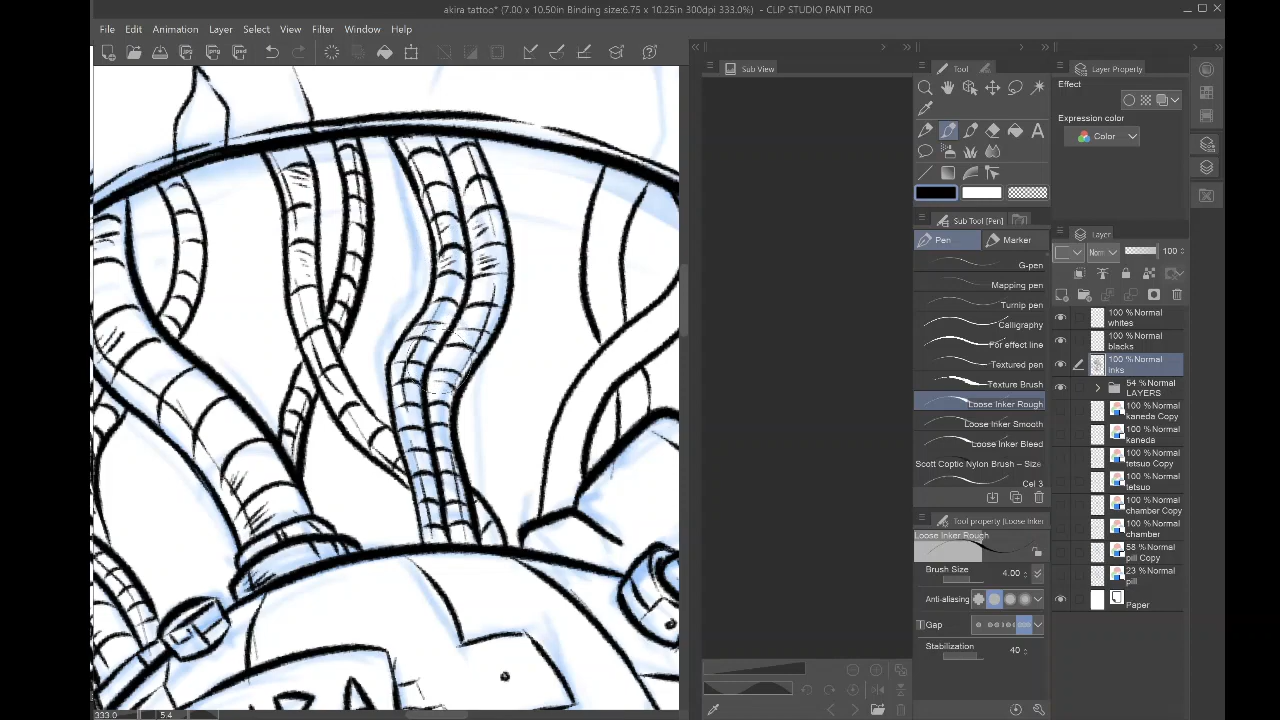 akira tattoo* (7.00 x 10.50in Binding size:6.75 x 10.25in 300dpi 333.0%) - CLIP STUDIO PAINT PRO
File Edit Animation Layer Select View Filter Window Help
Sub View
Tool
Layer Property
Effect
Expression color
Color
Sub Tool [Pen]
Pen
Marker
G-pen
Mapping pen
Turnip pen
Calligraphy
For effect line
Textured pen
Texture Brush
Loose Inker Rough
Loose Inker Smooth
Loose Inker Bleed
Scott Coptic Nylon Brush – Size
Cel 3
Tool property [Loose Inker
Loose Inker Rough
Brush Size 4.00
Anti-aliasing
Gap
Stabilization 40
Layer
Norm 100
100 %Normal
whites
100 %Normal
blacks
100 %Normal
inks
54 %Normal
LAYERS
100 %Normal
kaneda Copy
100 %Normal
kaneda
100 %Normal
tetsuo Copy
100 %Normal
tetsuo
100 %Normal
chamber Copy
100 %Normal
chamber
58 %Normal
pill Copy
23 %Normal
pill
Paper
333.0 5.4